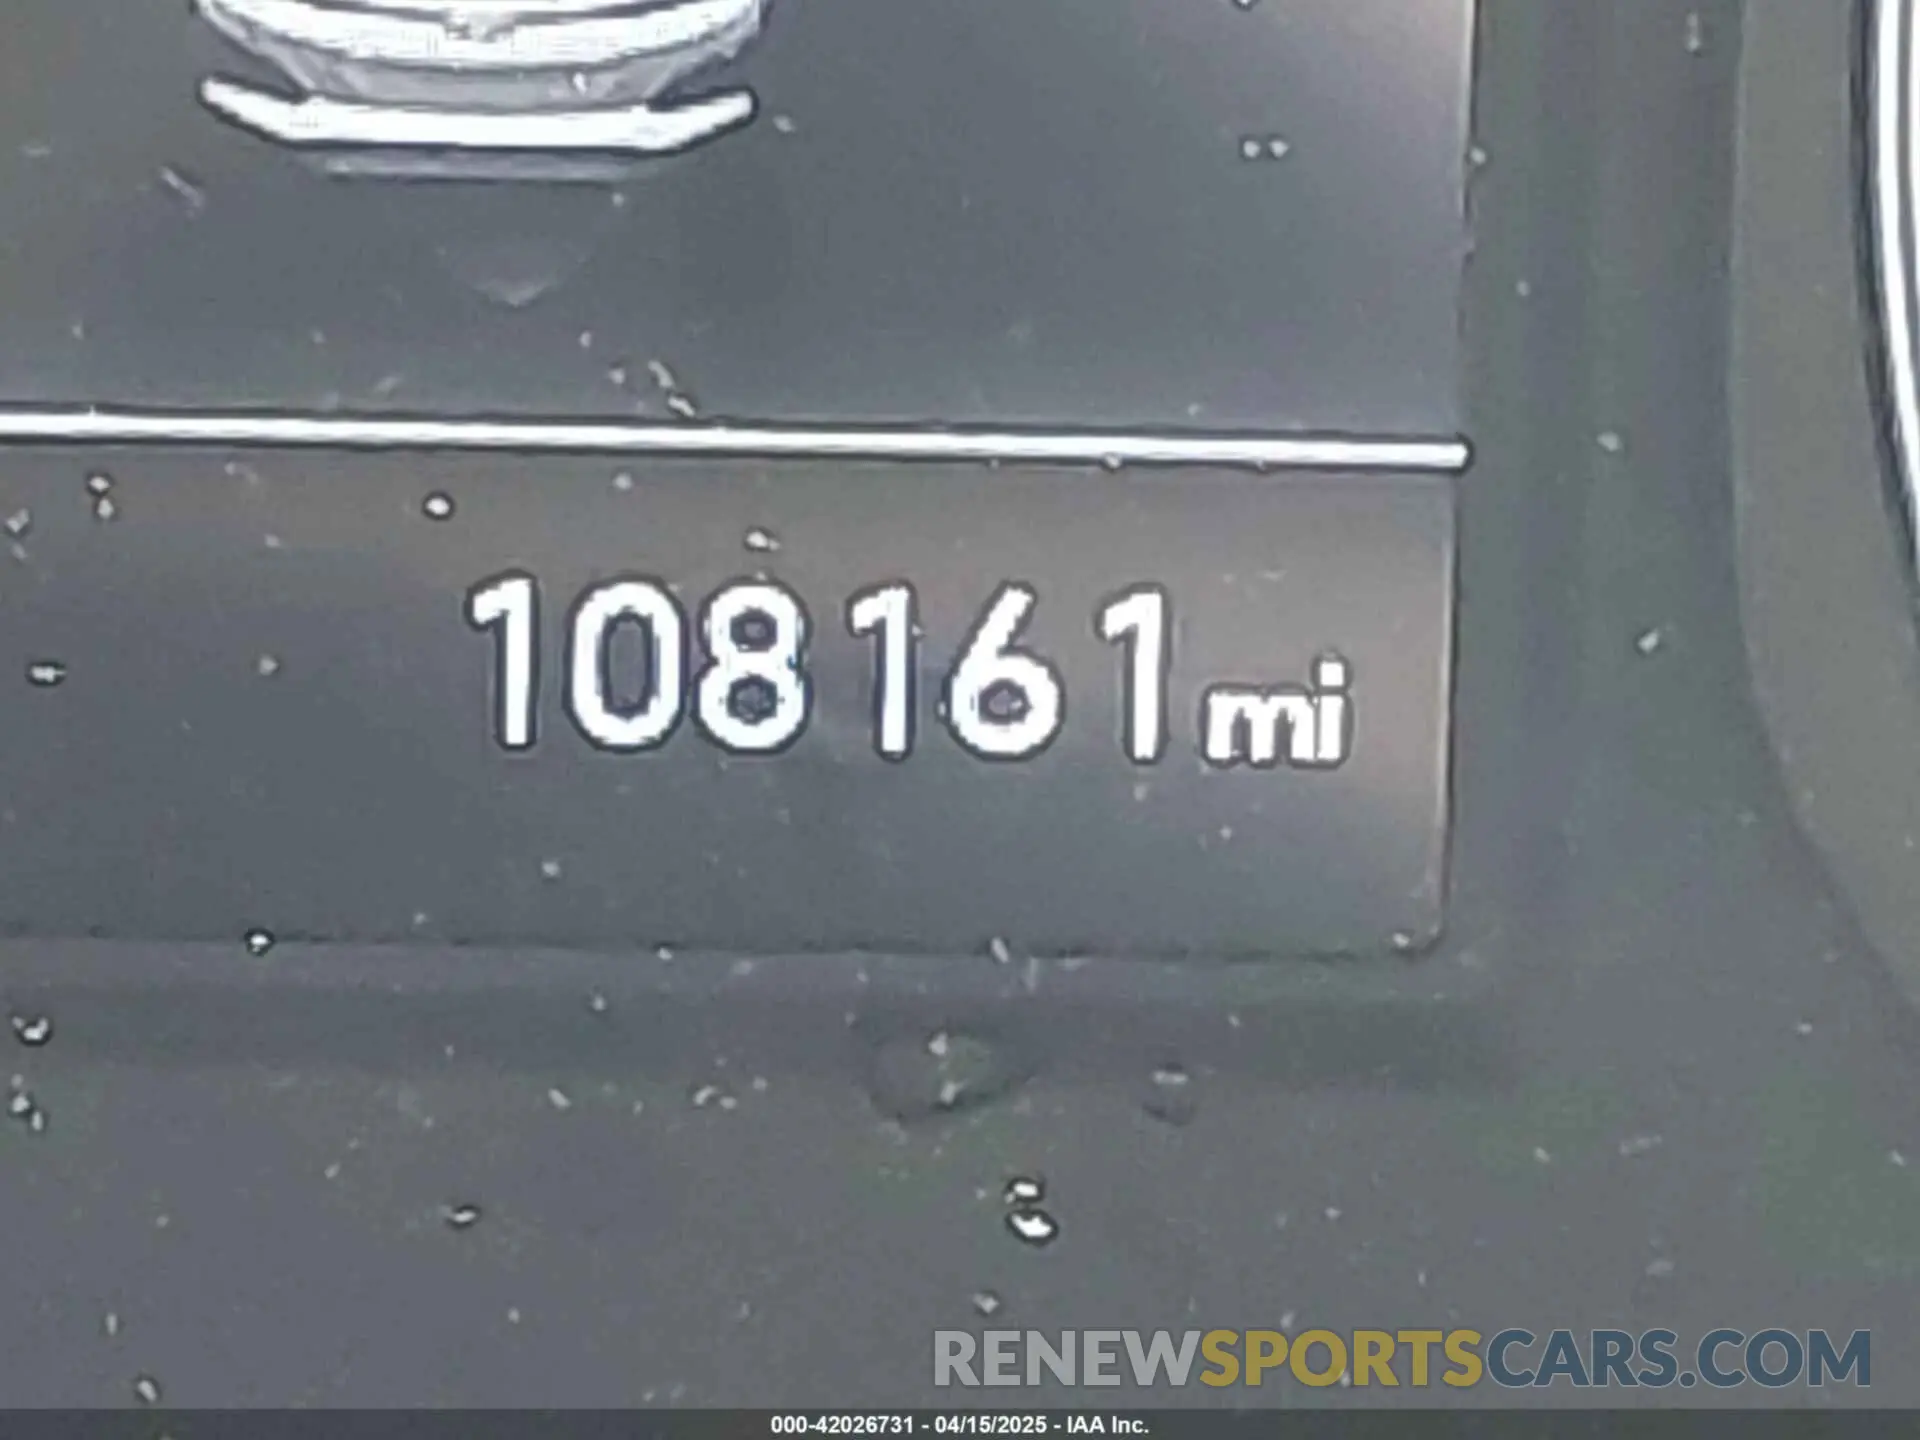 108161mi
RENEWSPORTSCARS.COM
000-42026731 - 04/15/2025 - IAA Inc.